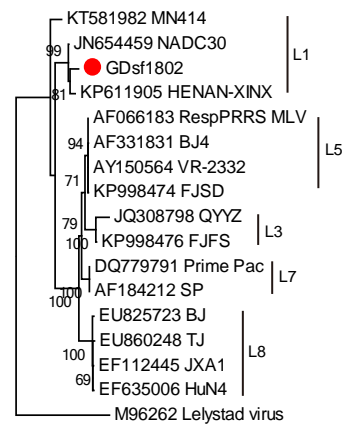 KT581982 MN414
JN654459 NADC30
99
L1
GDsf1802
81
KP611905 HENAN-XINX
AF066183 RespPRRS MLV
94
AF331831 BJ4
L5
AY150564 VR-2332
71
KP998474 FJSD
JQ308798 QYYZ
79
L3
100
KP998476 FJFS
DQ779791 Prime Pac
L7
100
AF184212 SP
100
EU825723 BJ
EU860248 TJ
L8
100
EF112445 JXA1
69
EF635006 HuN4
M96262 Lelystad virus